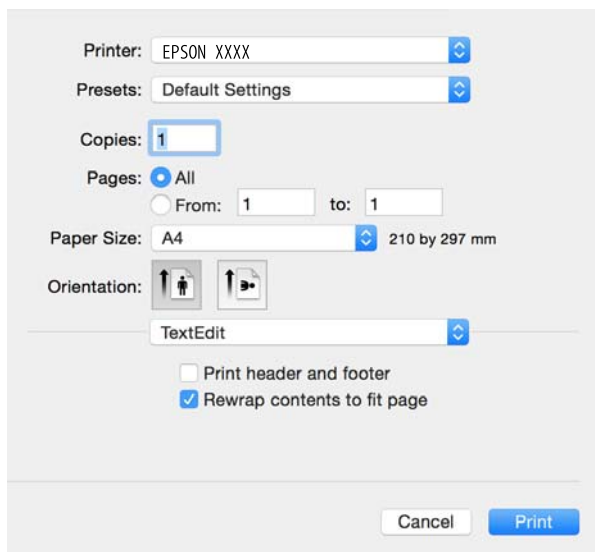 Printer: EPSON XXXX
Presets: Default Settings
Copies: 1
Pages: All
From: 1 to: 1
Paper Size: A4 210 by 297 mm
Orientation:
TextEdit
Print header and footer
Rewrap contents to fit page
Cancel Print